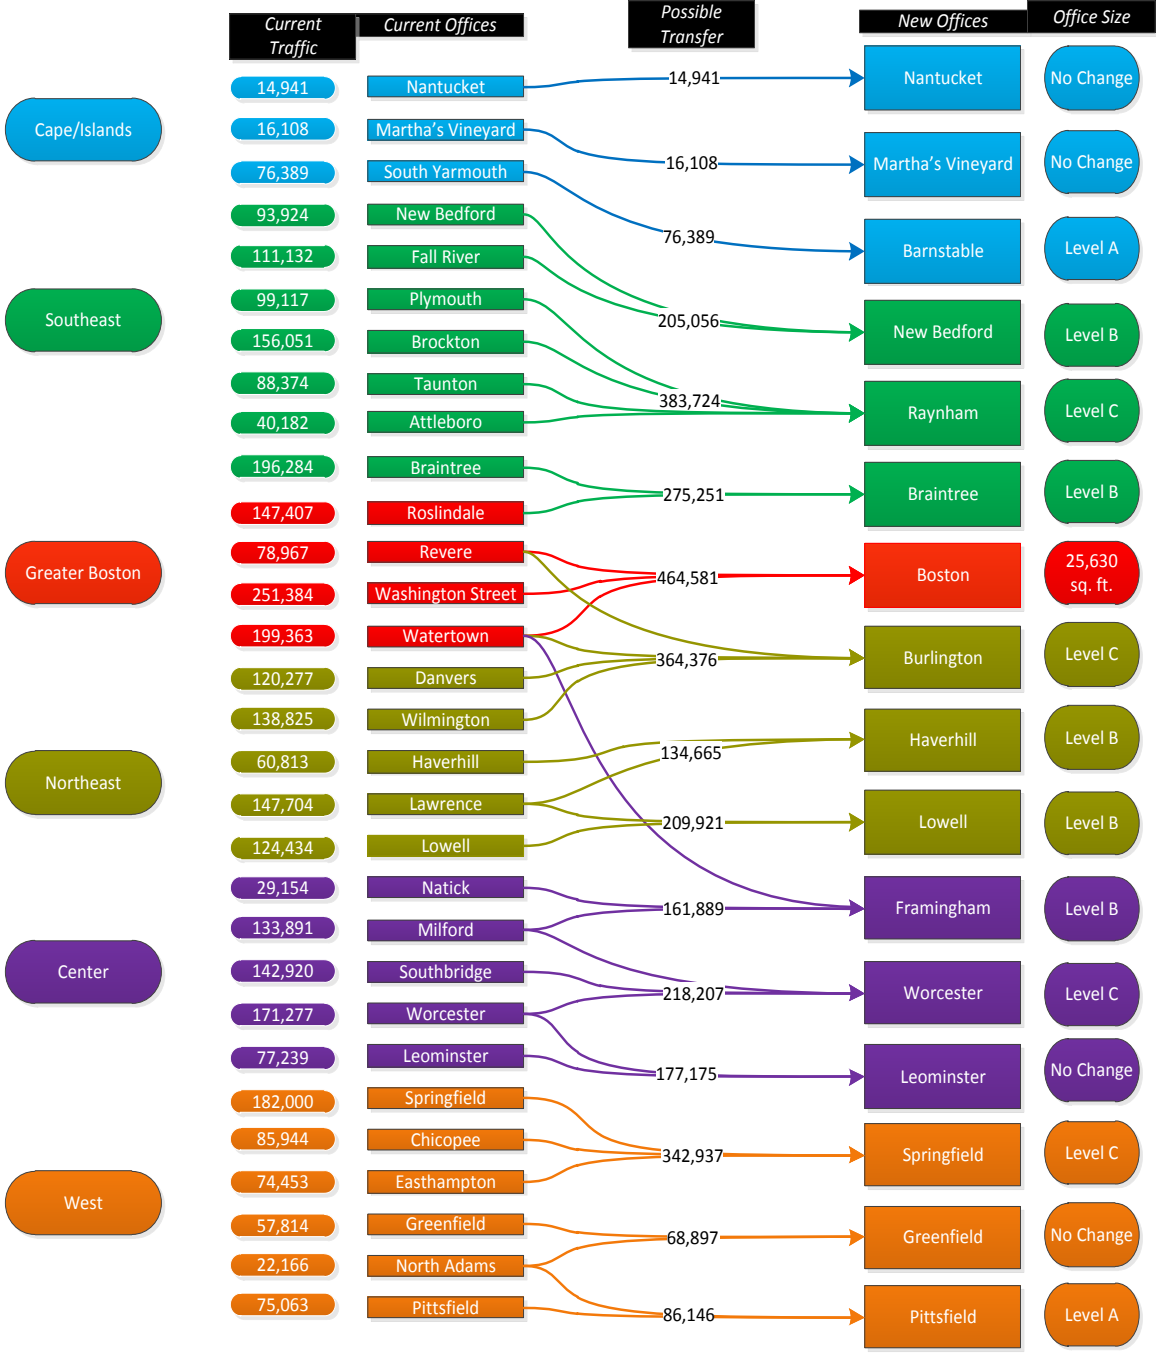 Current
Traffic
Current Offices
Possible
Transfer
New Offices
Office Size
Cape/Islands
14,941
Nantucket
14,941
Nantucket
No Change
16,108
Martha's Vineyard
16,108
Martha's Vineyard
No Change
76,389
South Yarmouth
76,389
Barnstable
Level A
Southeast
93,924
New Bedford
111,132
Fall River
205,056
New Bedford
Level B
99,117
Plymouth
156,051
Brockton
88,374
Taunton
40,182
Attleboro
383,724
Raynham
Level C
196,284
Braintree
275,251
Braintree
Level B
Greater Boston
147,407
Roslindale
78,967
Revere
251,384
Washington Street
199,363
Watertown
464,581
Boston
25,630
sq. ft.
Northeast
120,277
Danvers
138,825
Wilmington
364,376
Burlington
Level C
60,813
Haverhill
134,665
Haverhill
Level B
147,704
Lawrence
124,434
Lowell
209,921
Lowell
Level B
Center
29,154
Natick
133,891
Milford
161,889
Framingham
Level B
142,920
Southbridge
171,277
Worcester
218,207
Worcester
Level C
77,239
Leominster
177,175
Leominster
No Change
West
182,000
Springfield
85,944
Chicopee
74,453
Easthampton
342,937
Springfield
Level C
57,814
Greenfield
68,897
Greenfield
No Change
22,166
North Adams
75,063
Pittsfield
86,146
Pittsfield
Level A